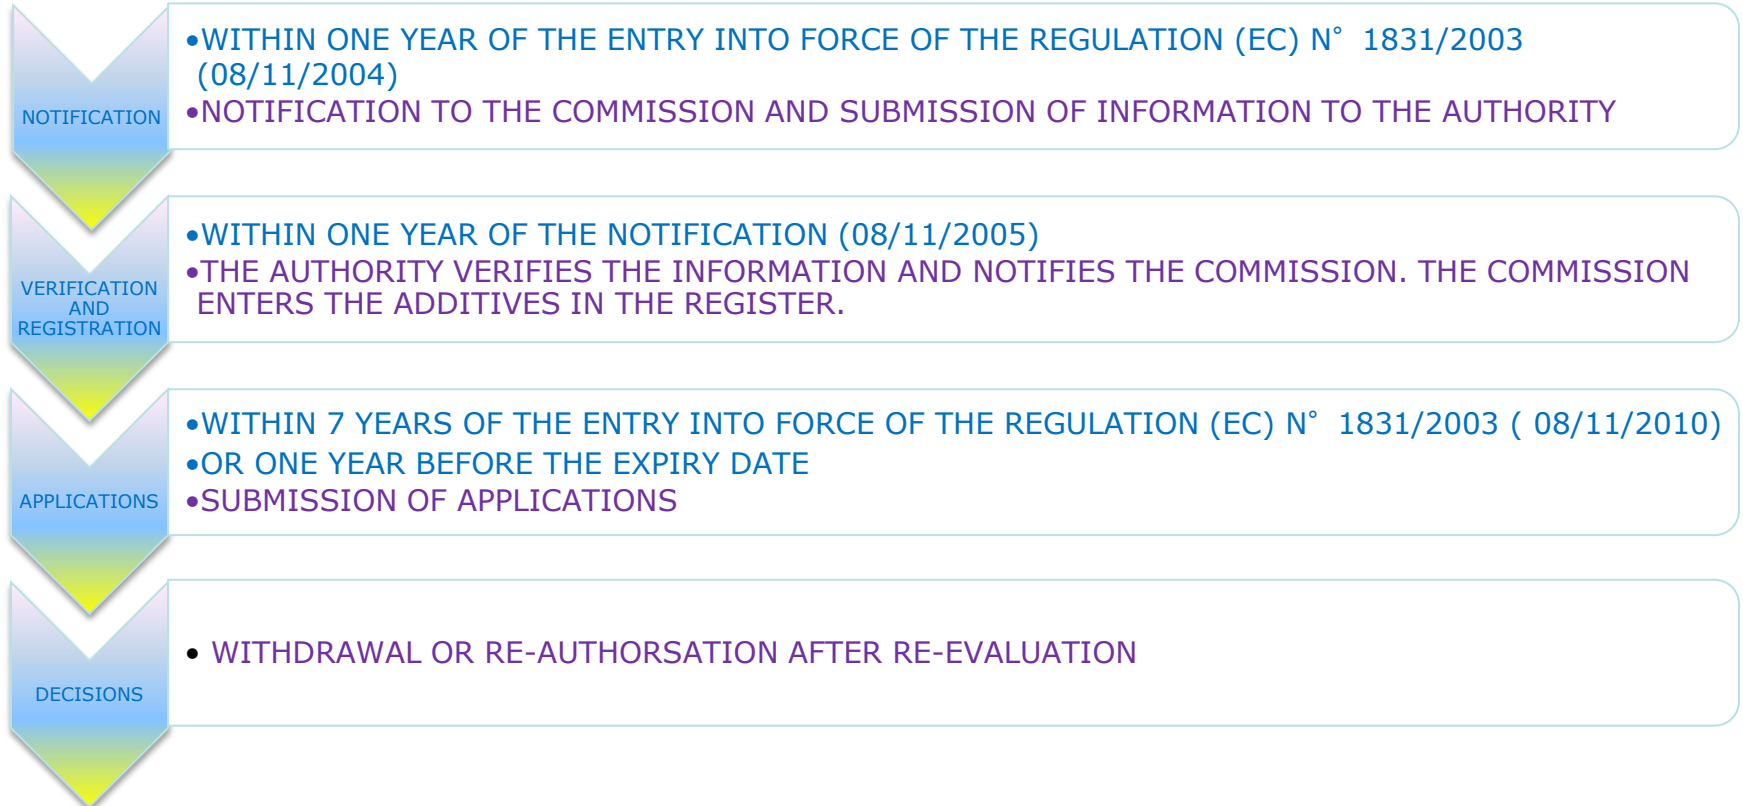 NOTIFICATION
•WITHIN ONE YEAR OF THE ENTRY INTO FORCE OF THE REGULATION (EC) N° 1831/2003
(08/11/2004)
•NOTIFICATION TO THE COMMISSION AND SUBMISSION OF INFORMATION TO THE AUTHORITY
VERIFICATION
AND
REGISTRATION
•WITHIN ONE YEAR OF THE NOTIFICATION (08/11/2005)
•THE AUTHORITY VERIFIES THE INFORMATION AND NOTIFIES THE COMMISSION. THE COMMISSION
ENTERS THE ADDITIVES IN THE REGISTER.
APPLICATIONS
•WITHIN 7 YEARS OF THE ENTRY INTO FORCE OF THE REGULATION (EC) N° 1831/2003 ( 08/11/2010)
•OR ONE YEAR BEFORE THE EXPIRY DATE
•SUBMISSION OF APPLICATIONS
DECISIONS
• WITHDRAWAL OR RE-AUTHORSATION AFTER RE-EVALUATION